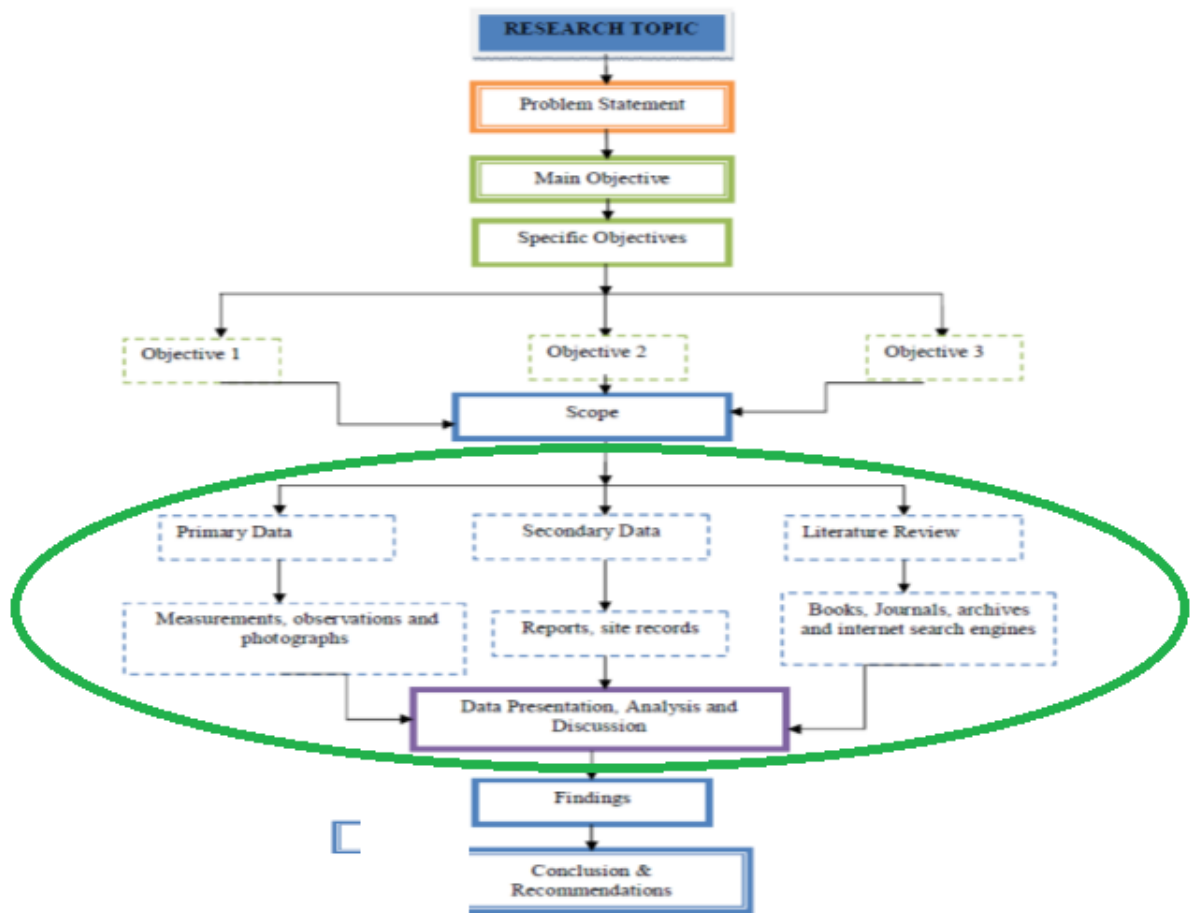 RESEARCH TOPIC
Problem Statement
Main Objective
Specific Objectives
Objective 1
Objective 2
Objective 3
Scope
Primary Data
Secondary Data
Literature Review
Measurements, observations and
photographs
Reports, site records
Books, Journals, archives
and internet search engines
Data Presentation, Analysis and
Discussion
Findings
Conclusion &
Recommendations